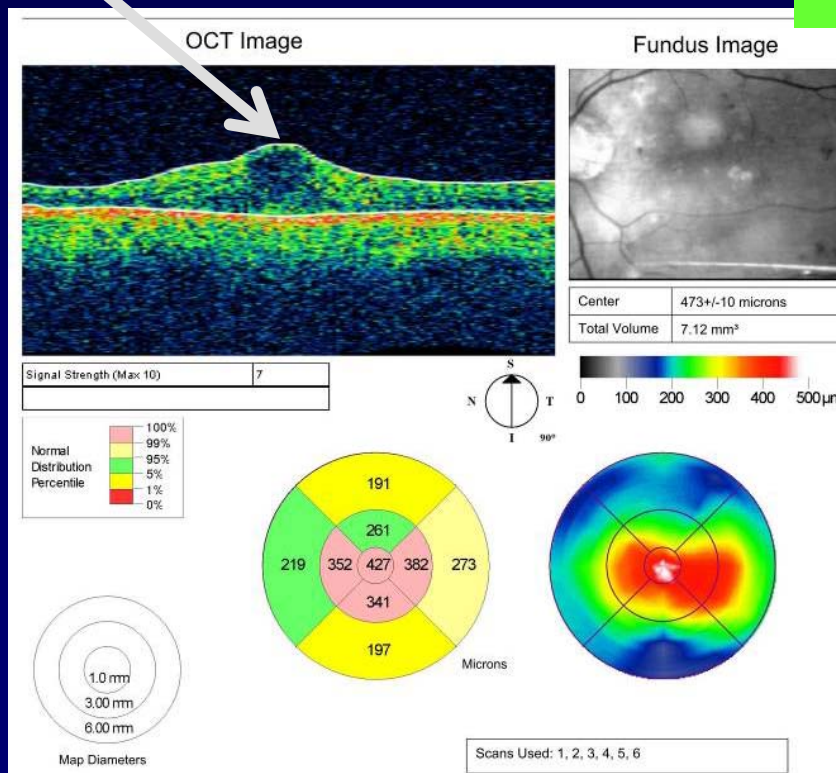 OCT Image
Fundus Image
Center 473+/-10 microns
Total Volume 7.12 mm³
Signal Strength (Max 10) 7
S
N T
I 90°
0 100 200 300 400 500μm
Normal
Distribution
Percentile
100%
99%
95%
5%
1%
0%
191
261
219 352 427 382 273
341
197
Microns
1.0 mm
3.00 mm
6.00 mm
Map Diameters
Scans Used: 1, 2, 3, 4, 5, 6